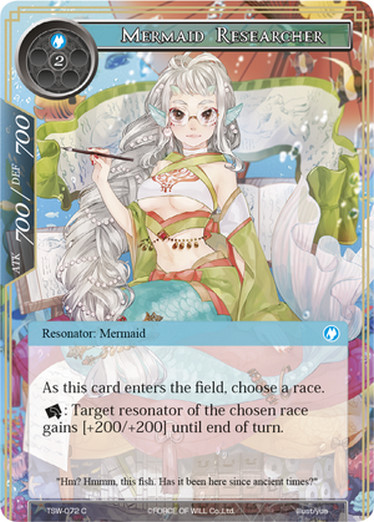 Mermaid Researcher
2
ATK 700 / DEF 700
Resonator: Mermaid
As this card enters the field, choose a race.
: Target resonator of the chosen race
gains [+200/+200] until end of turn.
"Hm? Hmmm, this fish. Has it been here since ancient times?"
TSW-072 C ©FORCE OF WILL Co.,Ltd. illust/yos